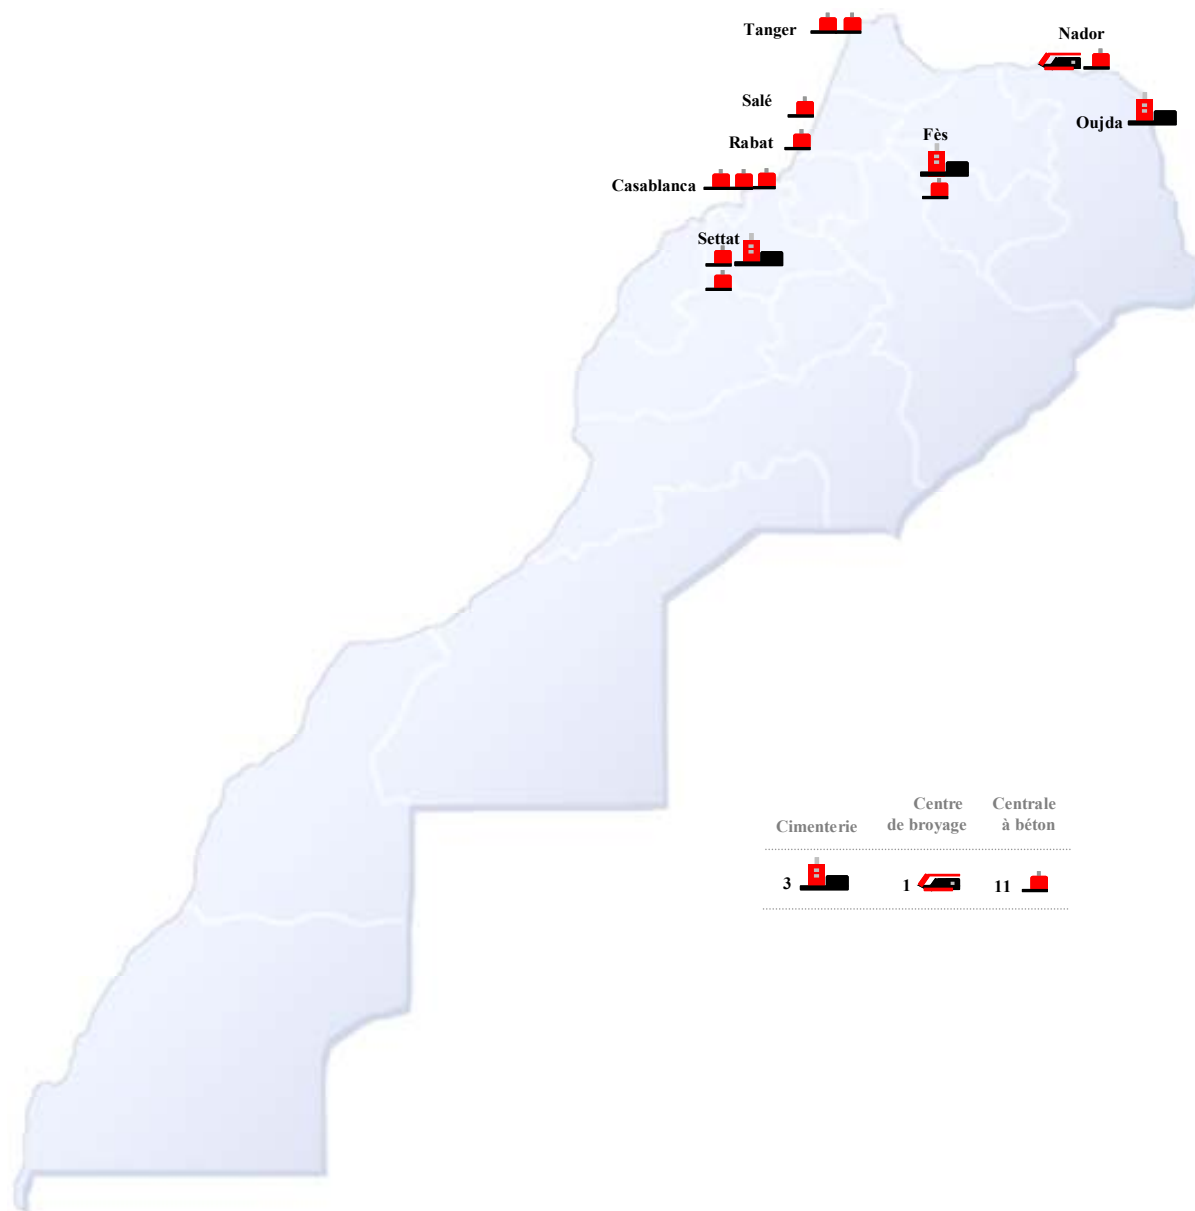 Tanger
Nador
Salé
Oujda
Rabat
Fès
Casablanca
Settat
Cimenterie
Centre
de broyage
Centrale
à béton
3
1
11